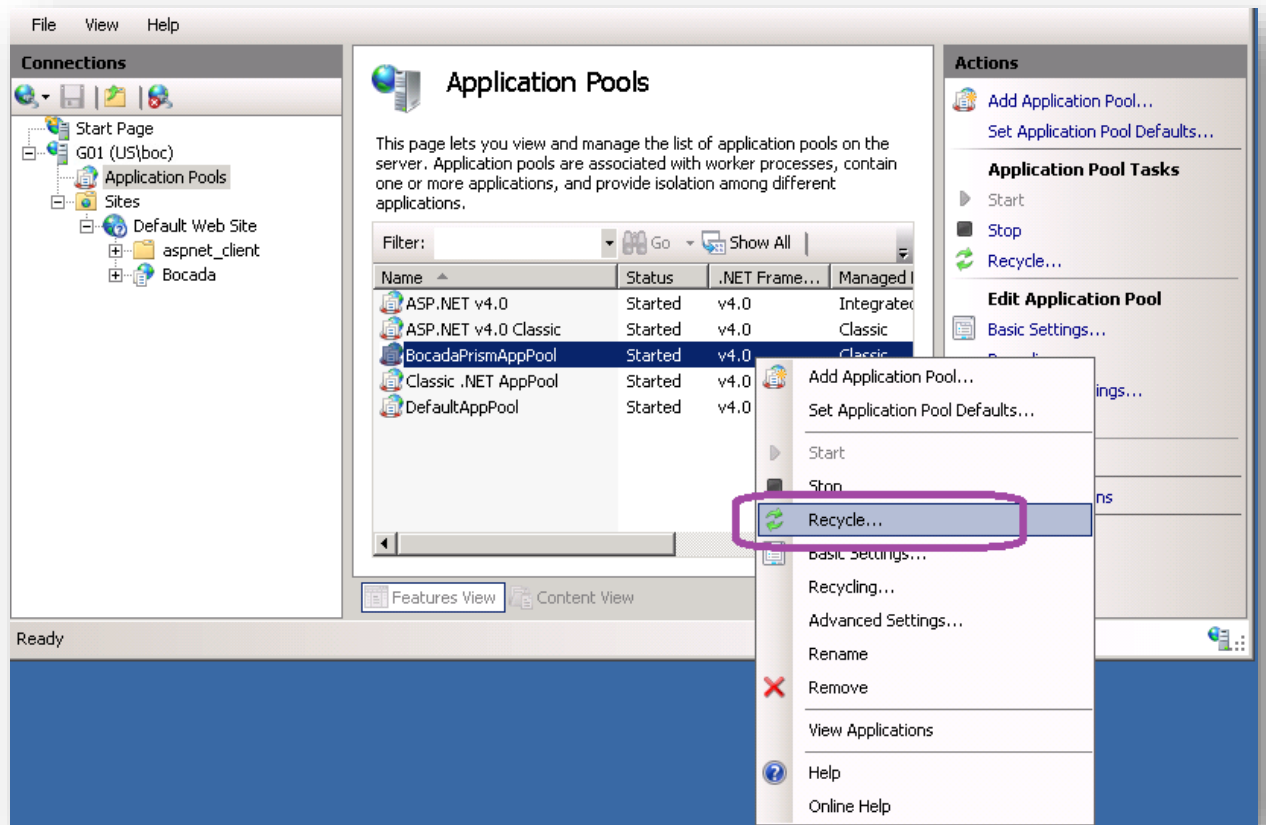 File View Help
Connections
Start Page
G01 (US\boc)
Application Pools
Sites
Default Web Site
aspnet_client
Bocada
Application Pools
This page lets you view and manage the list of application pools on the
server. Application pools are associated with worker processes, contain
one or more applications, and provide isolation among different
applications.
Filter: Go Show All
Name Status .NET Frame... Managed
ASP.NET v4.0 Started v4.0 Integrated
ASP.NET v4.0 Classic Started v4.0 Classic
BocadaPrismAppPool Started v4.0 Classic
Classic .NET AppPool Started v4.0
DefaultAppPool Started v4.0
Features View Content View
Ready
Actions
Add Application Pool...
Set Application Pool Defaults...
Application Pool Tasks
Start
Stop
Recycle...
Edit Application Pool
Basic Settings...
ings...
ns
Add Application Pool...
Set Application Pool Defaults...
Start
Stop
Recycle...
Basic Settings...
Recycling...
Advanced Settings...
Rename
Remove
View Applications
Help
Online Help